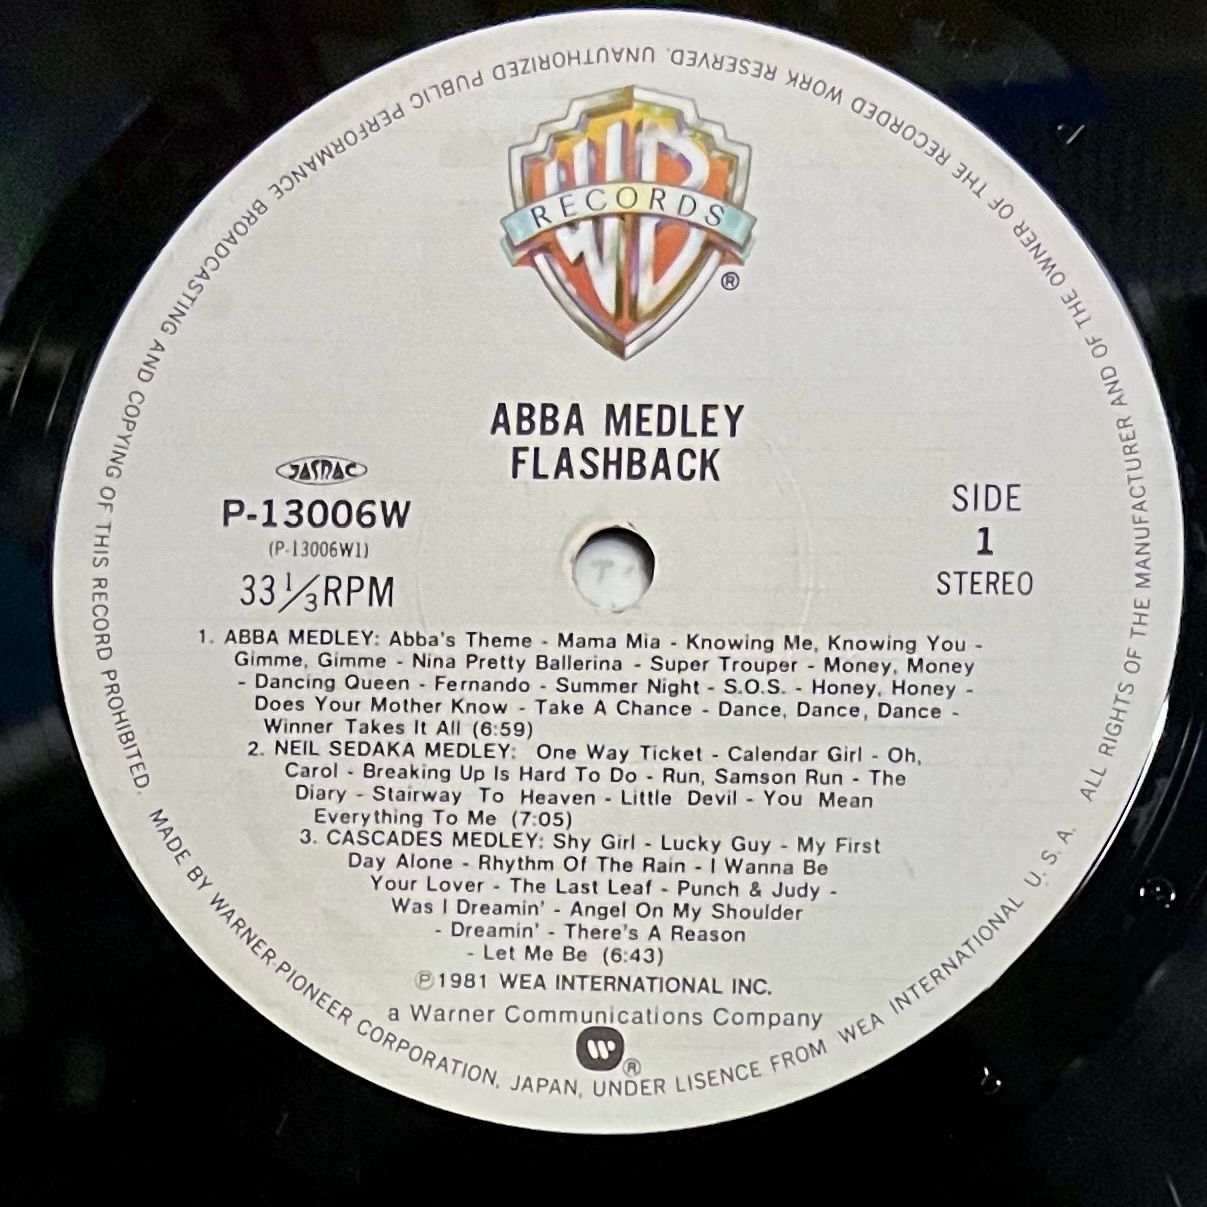 WB
RECORDS
®
ABBA MEDLEY
FLASHBACK
JASRAC
P-13006W
(P-13006W1)
33 1/3 RPM
SIDE
1
STEREO
1. ABBA MEDLEY: Abba's Theme - Mama Mia - Knowing Me, Knowing You -
Gimme, Gimme - Nina Pretty Ballerina - Super Trouper - Money, Money
- Dancing Queen - Fernando - Summer Night - S.O.S. - Honey, Honey -
Does Your Mother Know - Take A Chance - Dance, Dance, Dance -
Winner Takes It All (6:59)
2. NEIL SEDAKA MEDLEY: One Way Ticket - Calendar Girl - Oh,
Carol - Breaking Up Is Hard To Do - Run, Samson Run - The
Diary - Stairway To Heaven - Little Devil - You Mean
Everything To Me (7:05)
3. CASCADES MEDLEY: Shy Girl - Lucky Guy - My First
Day Alone - Rhythm Of The Rain - I Wanna Be
Your Lover - The Last Leaf - Punch & Judy -
Was I Dreamin' - Angel On My Shoulder
- Dreamin' - There's A Reason
- Let Me Be (6:43)
℗1981 WEA INTERNATIONAL INC.
a Warner Communications Company
W®
ALL RIGHTS OF THE MANUFACTURER AND OF THE OWNER OF THE RECORDED WORK RESERVED. UNAUTHORIZED PUBLIC PERFORMANCE BROADCASTING AND COPYING OF THIS RECORD PROHIBITED.
MADE BY WARNER-PIONEER CORPORATION, JAPAN, UNDER LISENCE FROM WEA INTERNATIONAL U. S. A.